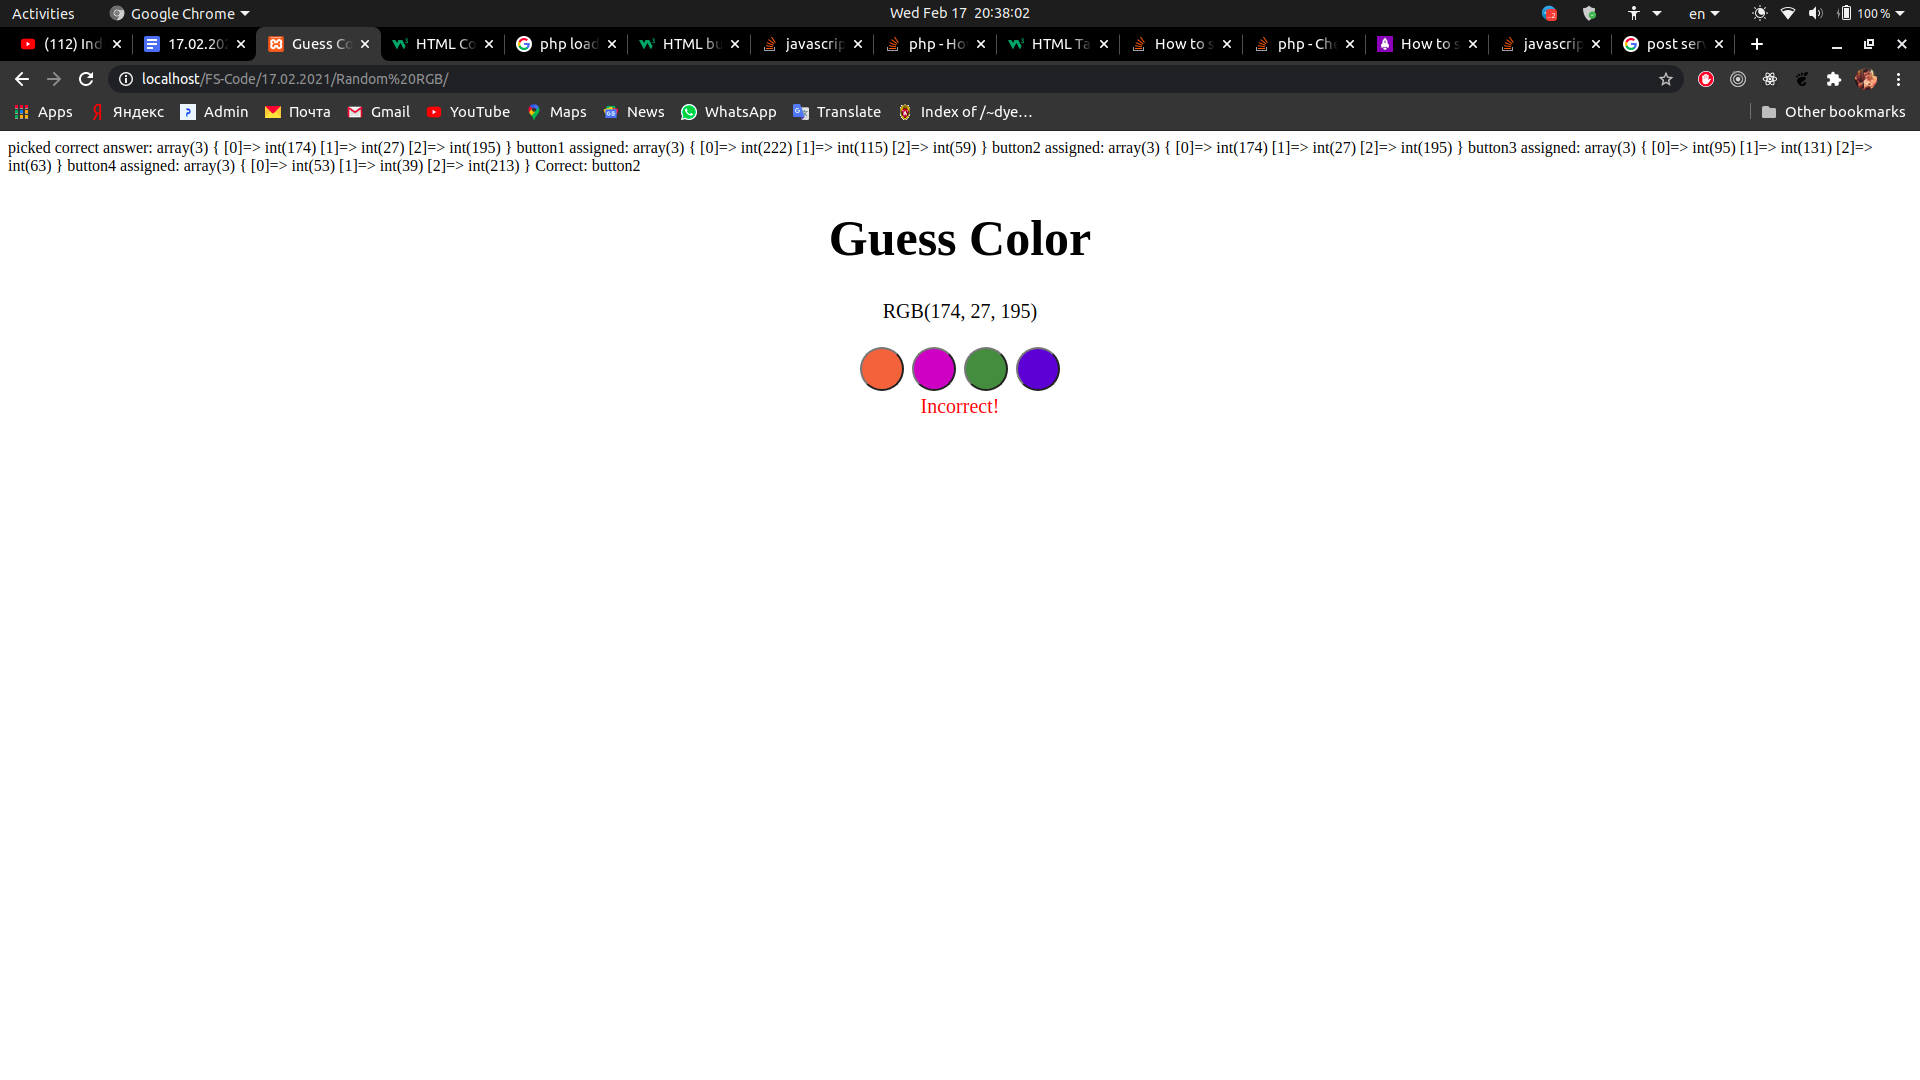 Activities
Google Chrome
Wed Feb 17 20:38:02
en
100 %
(112) Ind
17.02.202
Guess Co
HTML Co
php load
HTML bu
javascrip
php - Ho
HTML Ta
How to s
php - Che
How to s
javascrip
post serv
localhost/FS-Code/17.02.2021/Random%20RGB/
Apps
Яндекс
Admin
Почта
Gmail
YouTube
Maps
News
WhatsApp
Translate
Index of /~dye...
Other bookmarks
picked correct answer: array(3) { [0]=> int(174) [1]=> int(27) [2]=> int(195) } button1 assigned: array(3) { [0]=> int(222) [1]=> int(115) [2]=> int(59) } button2 assigned: array(3) { [0]=> int(174) [1]=> int(27) [2]=> int(195) } button3 assigned: array(3) { [0]=> int(95) [1]=> int(131) [2]=>
int(63) } button4 assigned: array(3) { [0]=> int(53) [1]=> int(39) [2]=> int(213) } Correct: button2
Guess Color
RGB(174, 27, 195)
Incorrect!